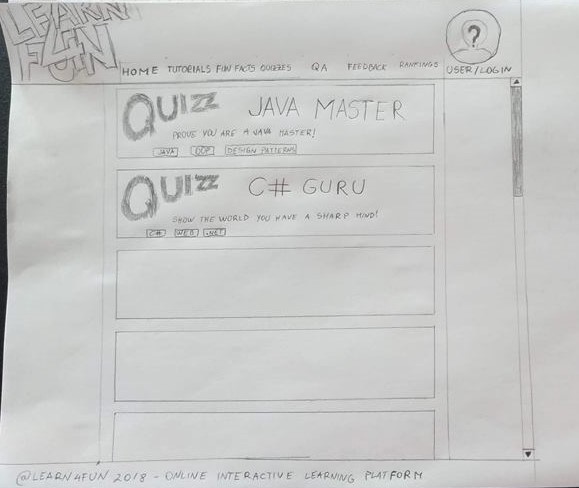 LEARN
4
FUN
?
HOME TUTORIALS FUN FACTS QUIZZES QA FEEDBACK RANKINGS USER/LOGIN
QUIZZ JAVA MASTER
PROVE YOU ARE A JAVA MASTER!
JAVA OOP DESIGN PATTERNS
QUIZZ C# GURU
SHOW THE WORLD YOU HAVE A SHARP MIND!
C# WEB .NET
@LEARN4FUN 2018 - ONLINE INTERACTIVE LEARNING PLATFORM